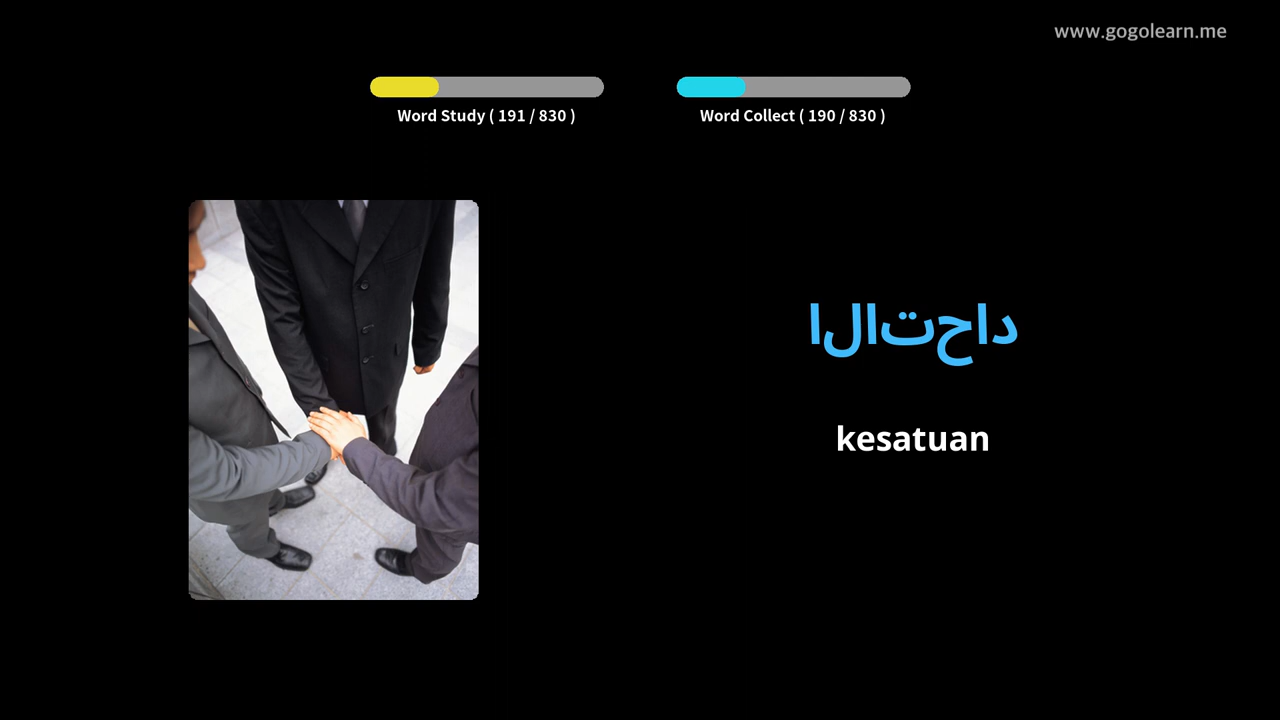 www.gogolearn.me
Word Study ( 191 / 830 )
Word Collect ( 190 / 830 )
الاتحاد
kesatuan